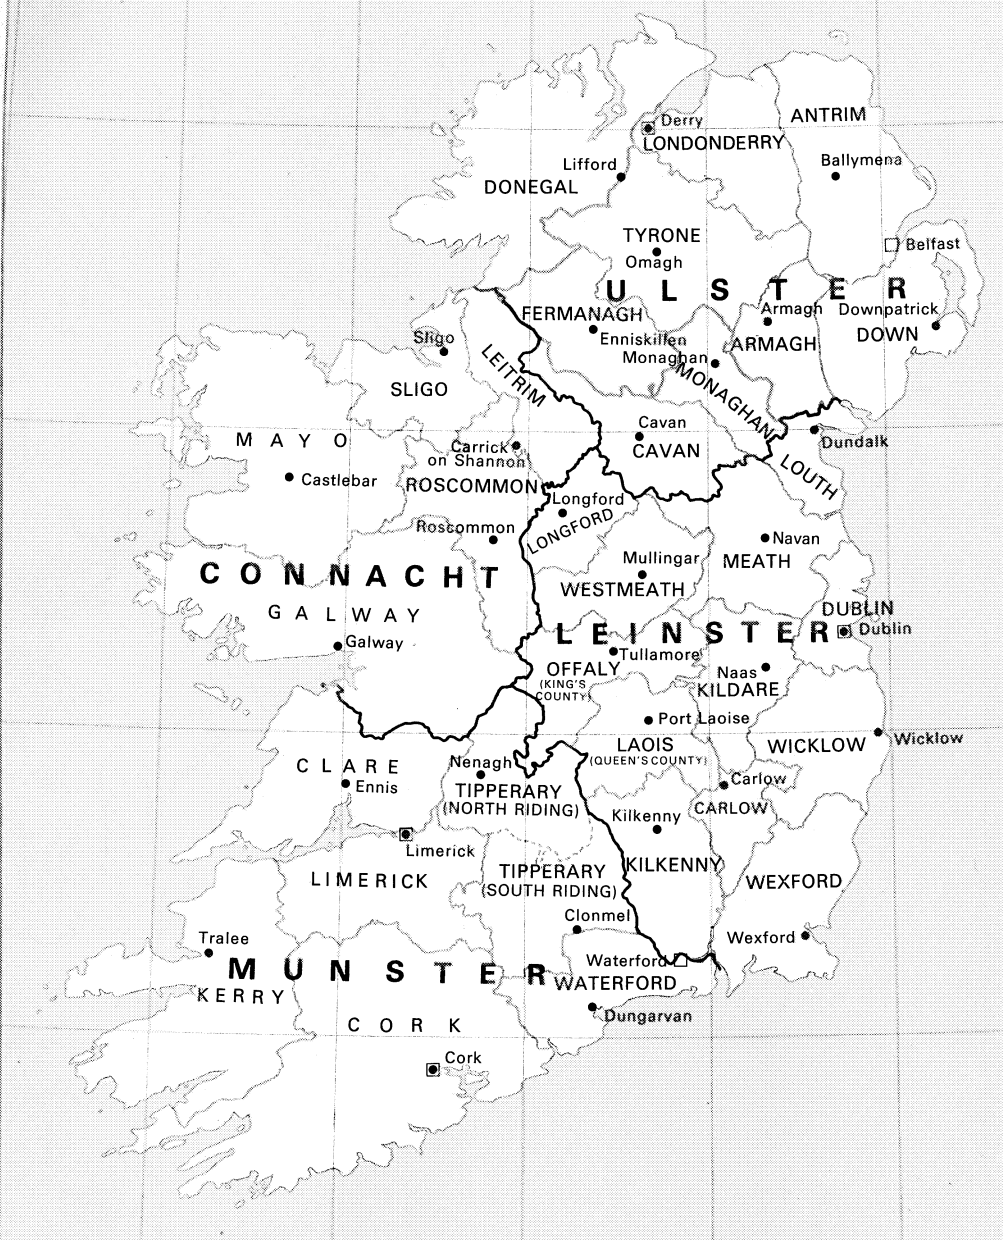 Derry
ANTRIM
LONDONDERRY
Ballymena
Lifford
DONEGAL
TYRONE
Omagh
Belfast
ULSTER
FERMANAGH
Armagh
Downpatrick
Enniskillen
ARMAGH
DOWN
Sligo
Monaghan
LEITRIM
MONAGHAN
SLIGO
Cavan
CAVAN
MAYO
Carrick
on Shannon
Dundalk
Castlebar
ROSCOMMON
LOUTH
Longford
LONGFORD
Roscommon
Navan
MEATH
Mullingar
WESTMEATH
CONNACHT
GALWAY
Galway
DUBLIN
Dublin
LEINSTER
Tullamore
OFFALY
(KING'S
COUNTY)
Naas
KILDARE
Port Laoise
LAOIS
(QUEEN'S COUNTY)
WICKLOW
Wicklow
CLARE
Ennis
Nenagh
TIPPERARY
(NORTH RIDING)
Carlow
CARLOW
Kilkenny
KILKENNY
Limerick
LIMERICK
TIPPERARY
(SOUTH RIDING)
WEXFORD
Clonmel
Wexford
Tralee
Waterford
WATERFORD
MUNSTER
KERRY
Dungarvan
CORK
Cork